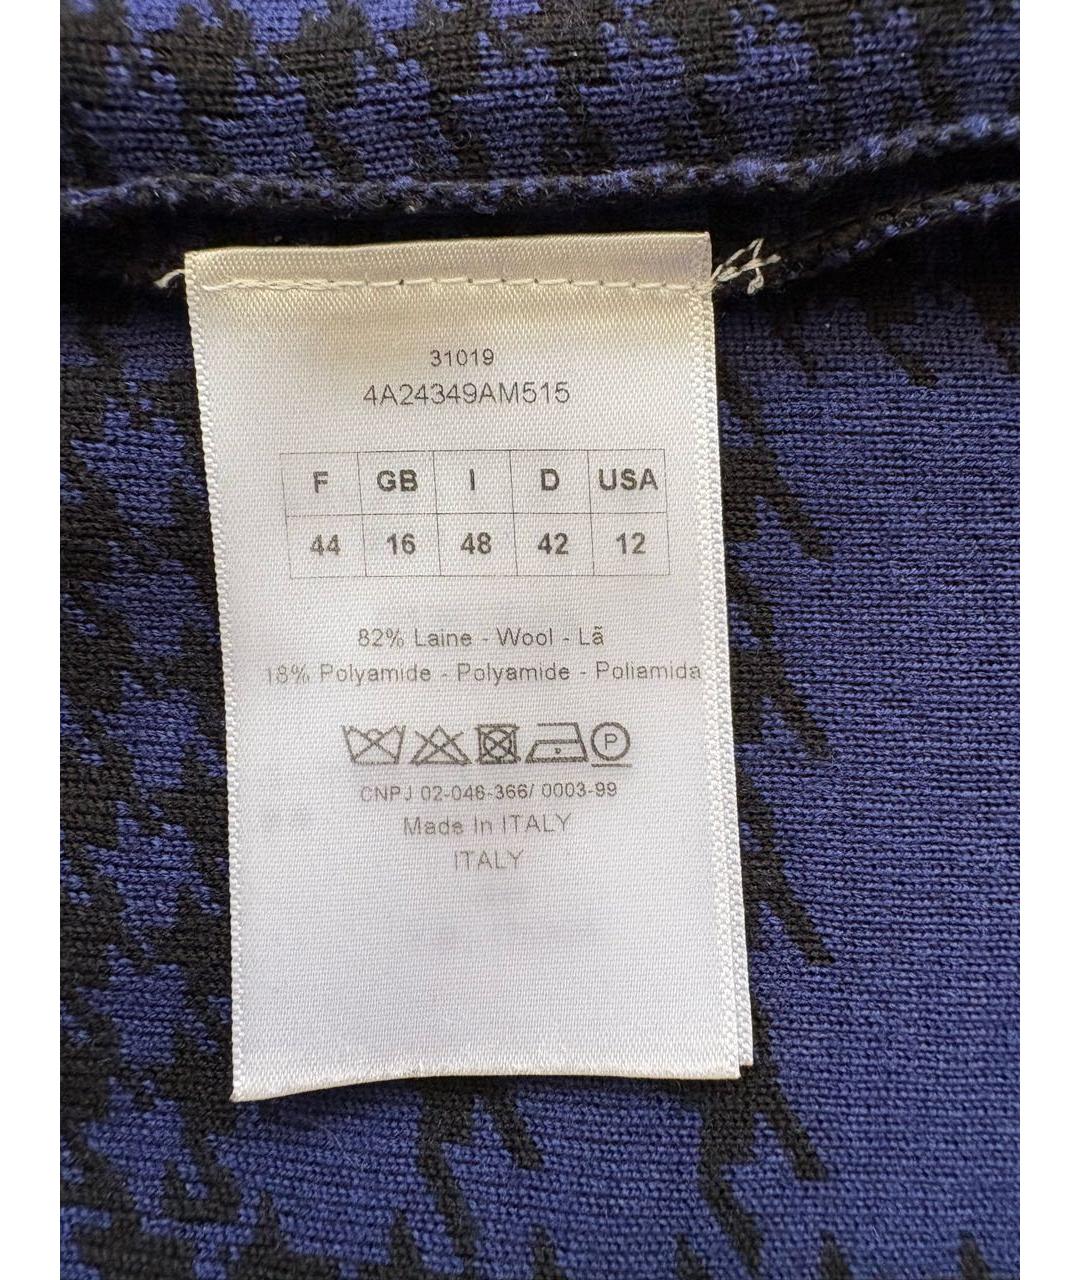 31019
4A24349AM515
F GB I D USA
44 16 48 42 12
82% Laine - Wool - Lã
18% Polyamide - Polyamide - Poliamida
P
CNPJ 02-046-366/ 0003-99
Made In ITALY
ITALY